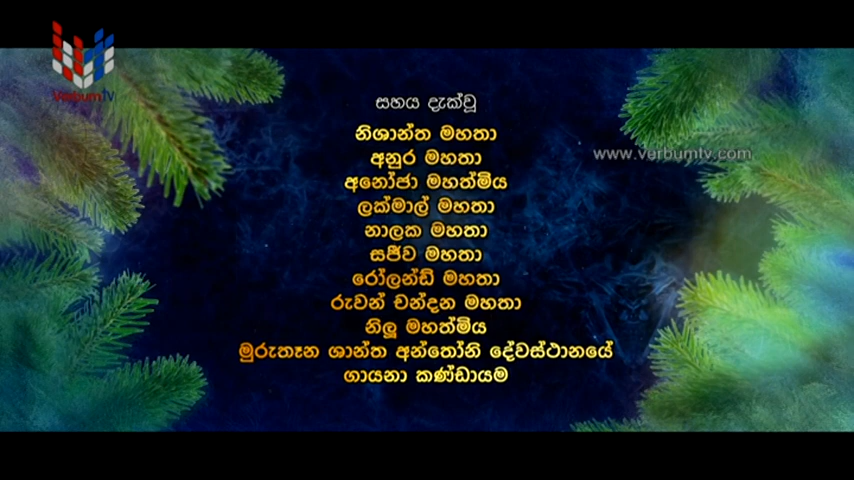 VerbumTV
සහය දැක්වූ
නිශාන්ත මහතා
අනුර මහතා
www.verbumtv.com
අනෝජා මහත්මිය
ලක්මාල් මහතා
නාලක මහතා
සජීව මහතා
රෝලන්ඩ් මහතා
රුවන් චන්දන මහතා
නිලූ මහත්මිය
මුරුතෑන ශාන්ත අන්තෝනි දේවස්ථානයේ
ගායනා කණ්ඩායම